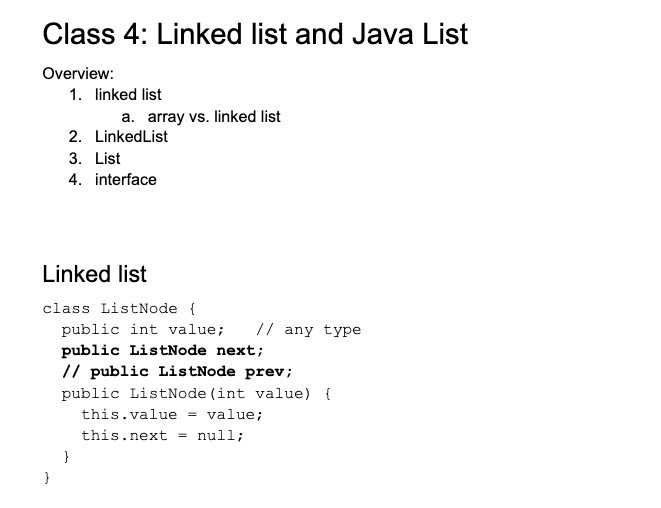 Class 4: Linked list and Java List
Overview:
1. linked list
a. array vs. linked list
2. LinkedList
3. List
4. interface
Linked list
class ListNode {
  public int value;   // any type
  public ListNode next;
  // public ListNode prev;
  public ListNode(int value) {
    this.value = value;
    this.next = null;
  }
}